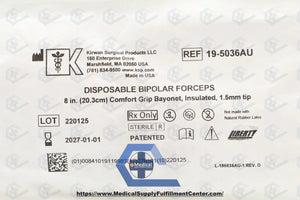 Kirwan Surgical Products LLC
180 Enterprise Drive
Marshfield, MA 02050 USA
(781) 834-9500 www.ksp.com
Made in USA
REF 19-5036AU
DISPOSABLE BIPOLAR FORCEPS
8 in. (20.3cm) Comfort Grip Bayonet, Insulated, 1.5mm tip
LOT 220125
Rx Only
Not made with
Natural Rubber Latex
STERILE R
2027-01-01
LIBERTY
www.MedicalSupplyFulfillmentCenter.com